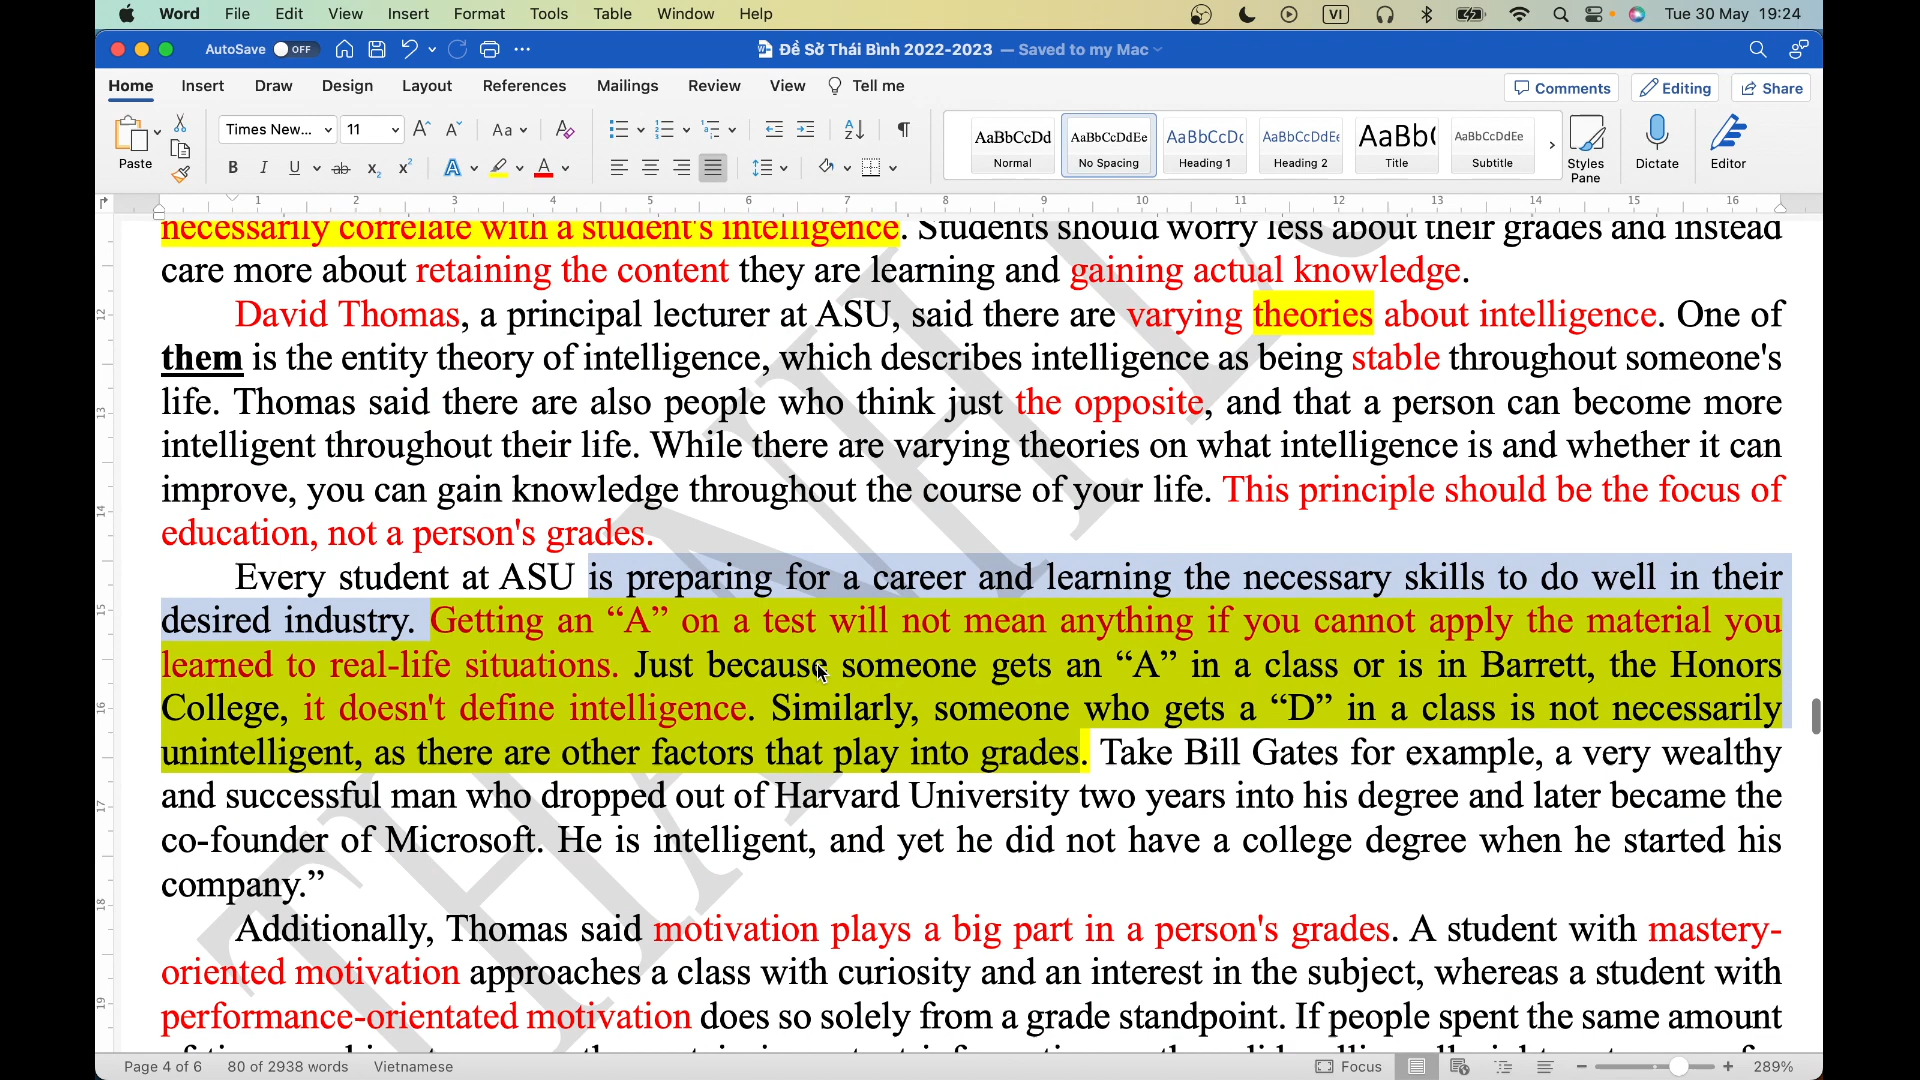 Word File Edit View Insert Format Tools Table Window Help VI Tue 30 May 19:24
AutoSave OFF Đề Sở Thái Bình 2022-2023 — Saved to my Mac
Home Insert Draw Design Layout References Mailings Review View Tell me Comments Editing Share
Paste Times New... 11 Aa AaBbCcDd Normal AaBbCcDdEe No Spacing AaBbCcDc Heading 1 AaBbCcDdEe Heading 2 AaBb( Title AaBbCcDdEe Subtitle Styles Pane Dictate Editor
1 2 3 4 5 6 7 8 9 10 11 12 13 14 15 16
necessarily correlate with a student's intelligence. Students should worry less about their grades and instead
care more about retaining the content they are learning and gaining actual knowledge.
David Thomas, a principal lecturer at ASU, said there are varying theories about intelligence. One of
them is the entity theory of intelligence, which describes intelligence as being stable throughout someone's
life. Thomas said there are also people who think just the opposite, and that a person can become more
intelligent throughout their life. While there are varying theories on what intelligence is and whether it can
improve, you can gain knowledge throughout the course of your life. This principle should be the focus of
education, not a person's grades.
Every student at ASU is preparing for a career and learning the necessary skills to do well in their
desired industry. Getting an “A” on a test will not mean anything if you cannot apply the material you
learned to real-life situations. Just because someone gets an “A” in a class or is in Barrett, the Honors
College, it doesn't define intelligence. Similarly, someone who gets a “D” in a class is not necessarily
unintelligent, as there are other factors that play into grades. Take Bill Gates for example, a very wealthy
and successful man who dropped out of Harvard University two years into his degree and later became the
co-founder of Microsoft. He is intelligent, and yet he did not have a college degree when he started his
company.”
Additionally, Thomas said motivation plays a big part in a person's grades. A student with mastery-
oriented motivation approaches a class with curiosity and an interest in the subject, whereas a student with
performance-orientated motivation does so solely from a grade standpoint. If people spent the same amount
Page 4 of 6 80 of 2938 words Vietnamese Focus 289%